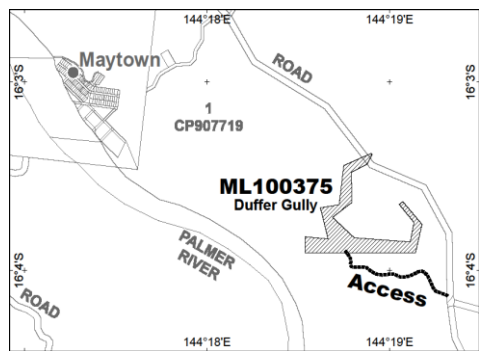 144°18'E
144°19'E
Maytown
ROAD
16°3'S
16°3'S
1
CP907719
ML100375
Duffer Gully
PALMER
RIVER
16°4'S
16°4'S
ROAD
Access
144°18'E
144°19'E